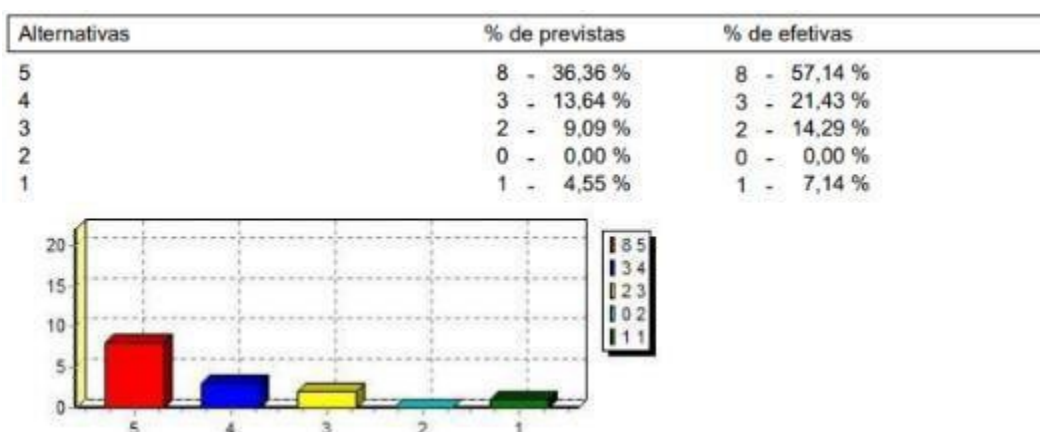 Alternativas % de previstas % de efetivas
5 8 - 36,36 % 8 - 57,14 %
4 3 - 13,64 % 3 - 21,43 %
3 2 - 9,09 % 2 - 14,29 %
2 0 - 0,00 % 0 - 0,00 %
1 1 - 4,55 % 1 - 7,14 %
20
15
10
5
0
5 4 3 2 1
8 5
3 4
2 3
0 2
1 1